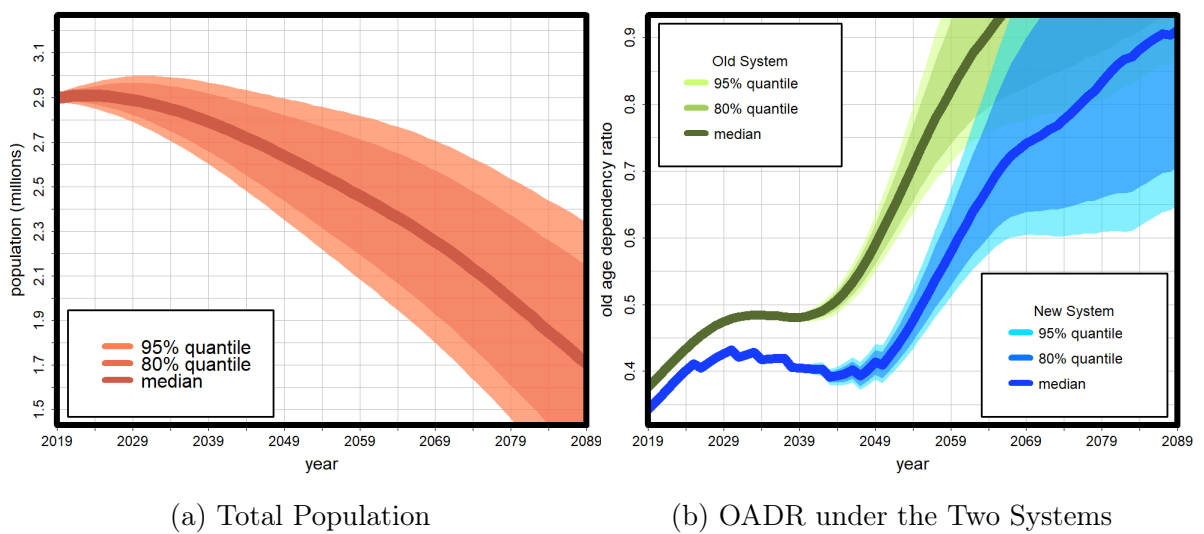 population (millions)
3.1
2.9
2.7
2.5
2.3
2.1
1.9
1.7
1.5
95% quantile
80% quantile
median
2019 2029 2039 2049 2059 2069 2079 2089
year
(a) Total Population
old age dependency ratio
0.9
0.8
0.7
0.6
0.5
0.4
Old System
95% quantile
80% quantile
median
New System
95% quantile
80% quantile
median
2019 2029 2039 2049 2059 2069 2079 2089
year
(b) OADR under the Two Systems